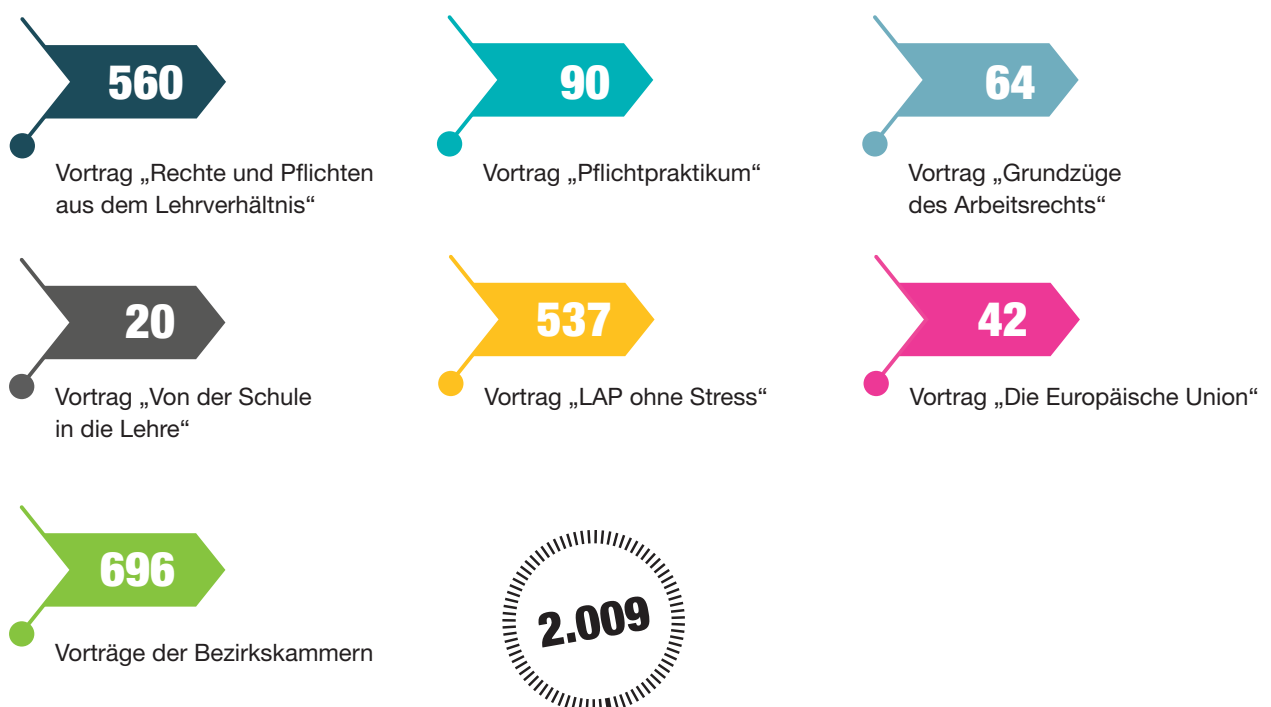 560
Vortrag „Rechte und Pflichten
aus dem Lehrverhältnis“
90
Vortrag „Pflichtpraktikum“
64
Vortrag „Grundzüge
des Arbeitsrechts“
20
Vortrag „Von der Schule
in die Lehre“
537
Vortrag „LAP ohne Stress“
42
Vortrag „Die Europäische Union“
696
Vorträge der Bezirkskammern
2.009